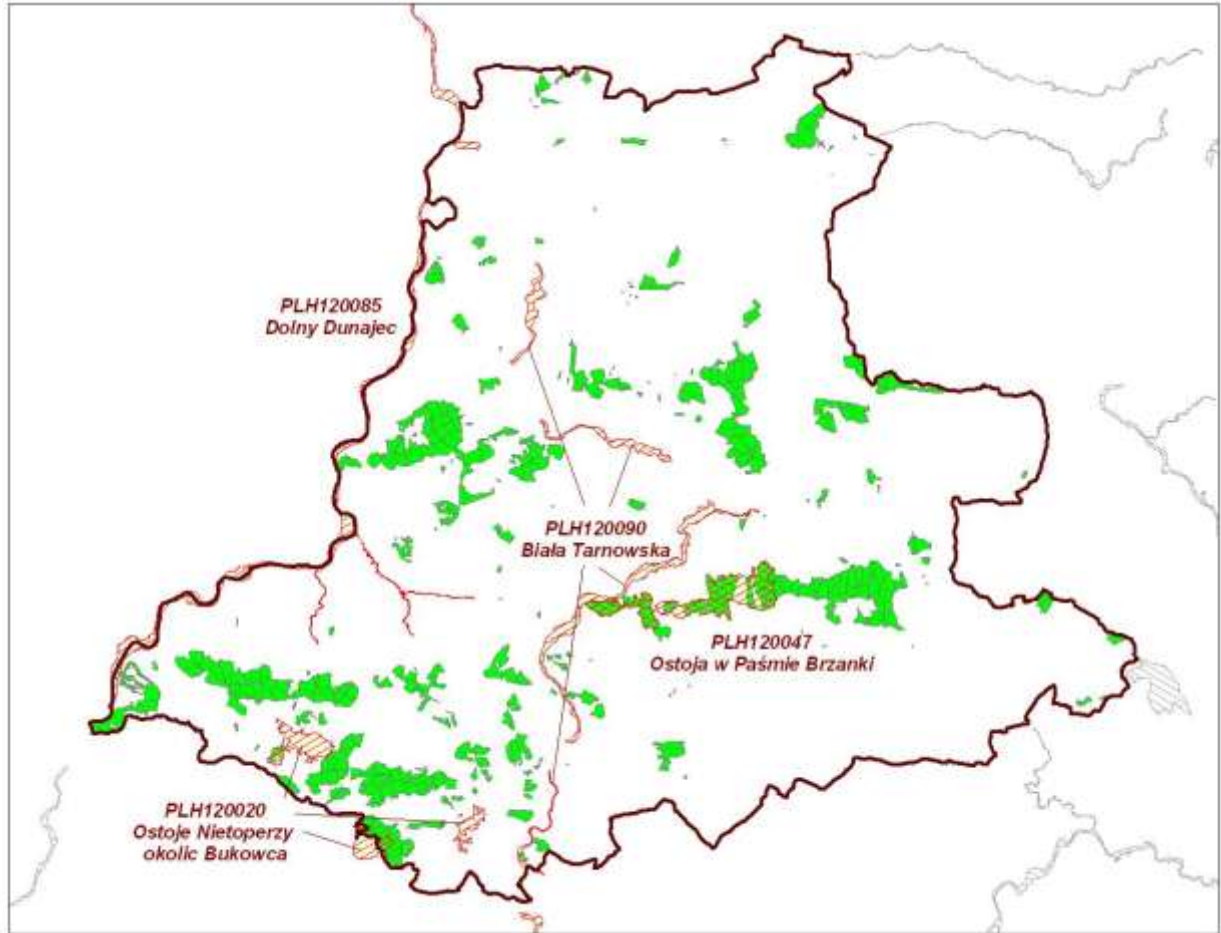 PLH120085
Dolny Dunajec
PLH120090
Biała Tarnowska
PLH120047
Ostoja w Paśmie Brzanki
PLH120020
Ostoje Nietoperzy
okolic Bukowca